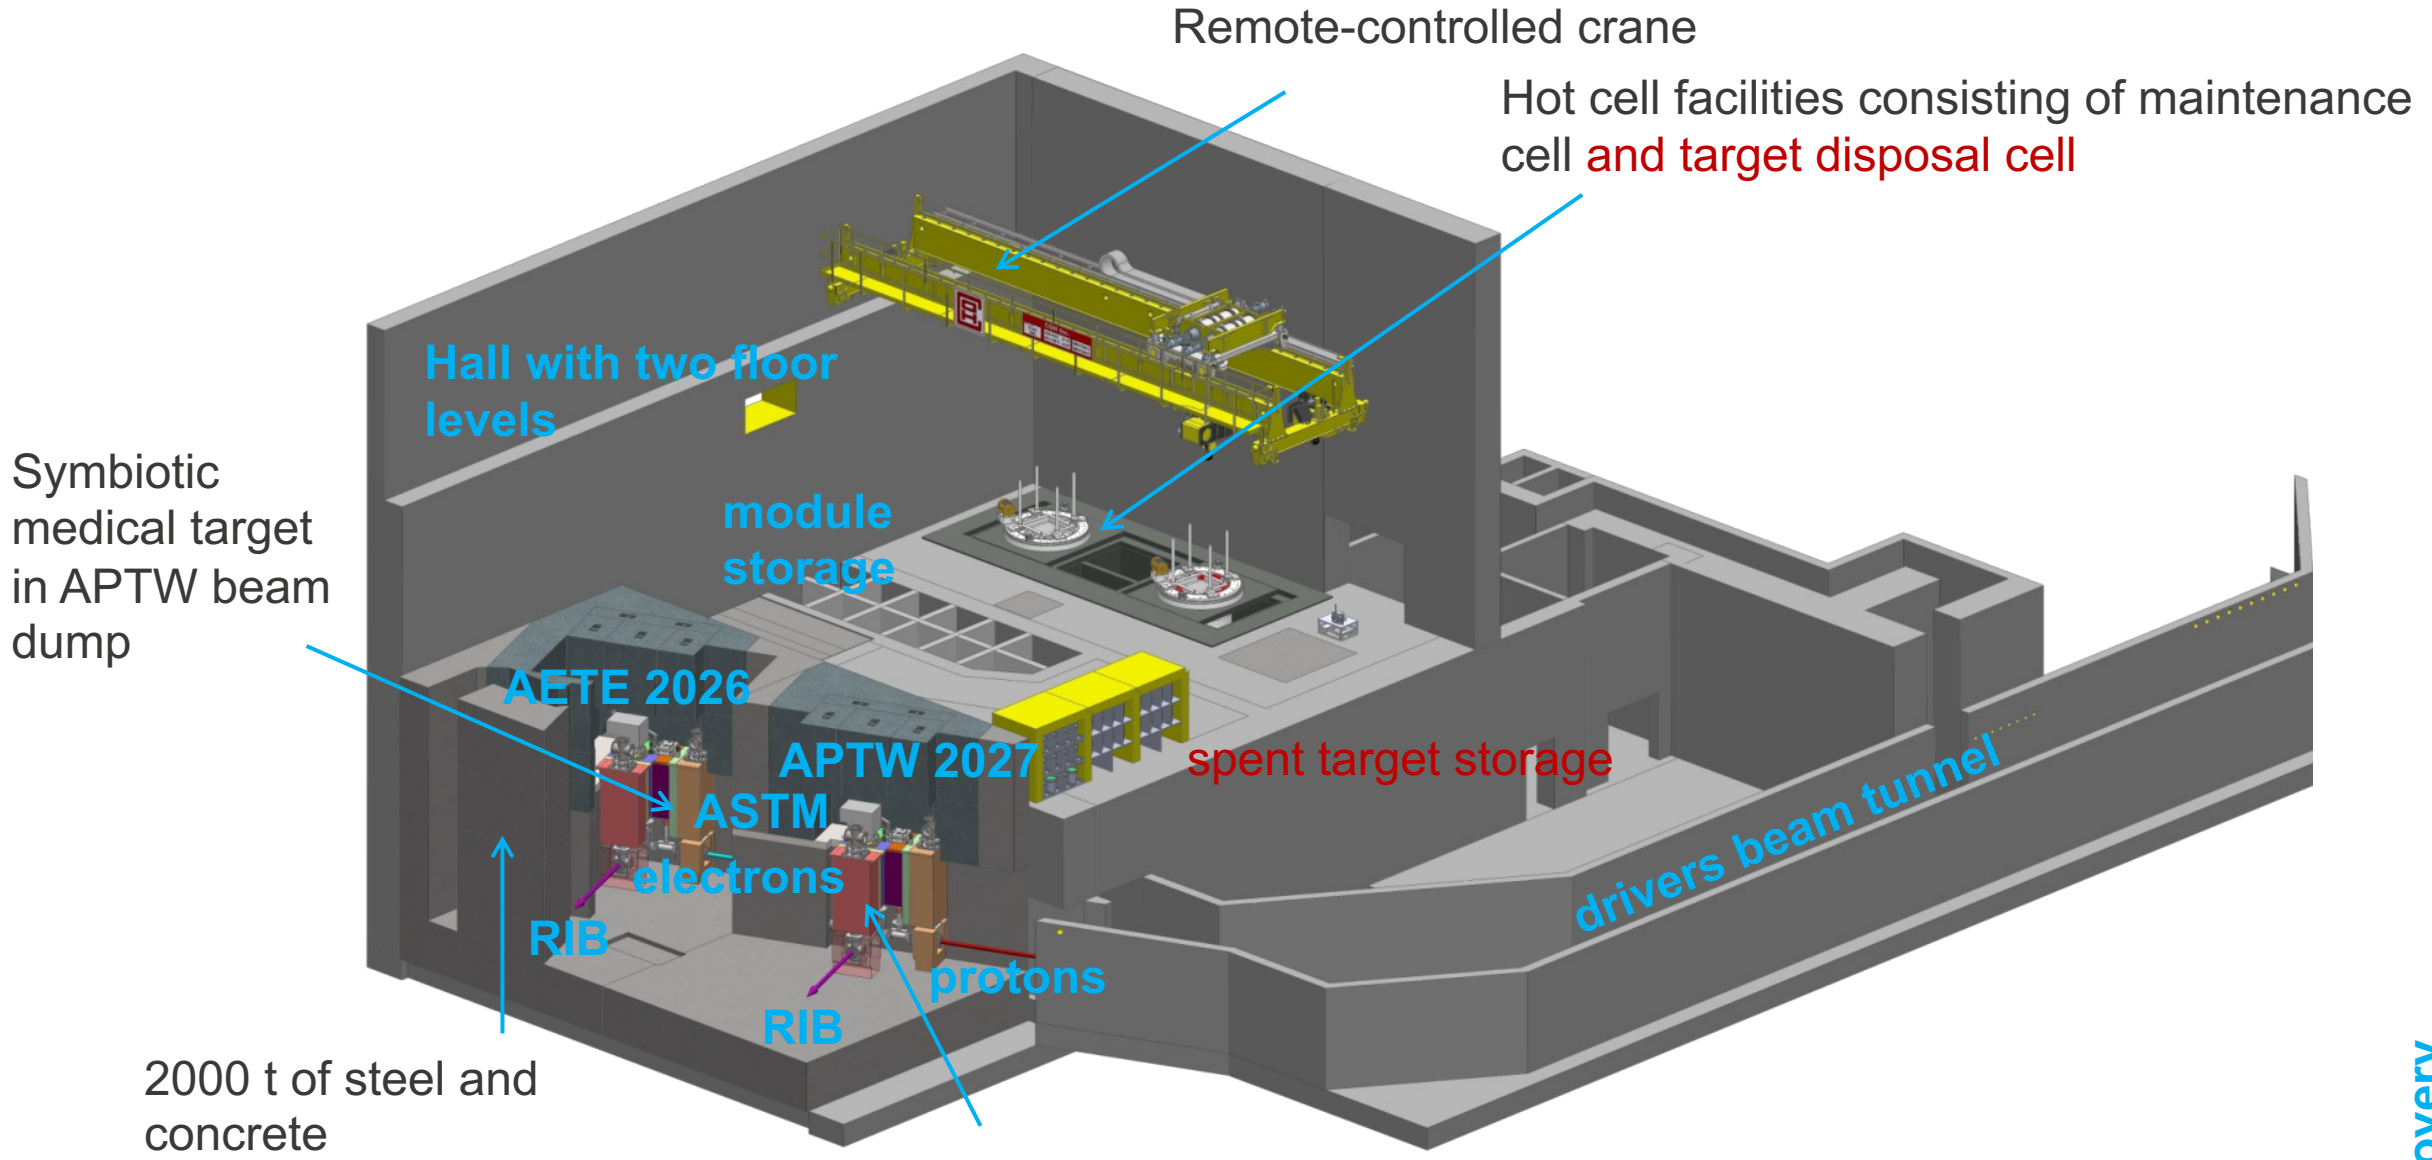 Remote-controlled crane
Hot cell facilities consisting of maintenance
cell and target disposal cell
Hall with two floor
levels
Symbiotic
medical target
in APTW beam
dump
module
storage
AETE 2026
APTW 2027
ASTM
electrons
spent target storage
drivers beam tunnel
RIB
protons
RIB
2000 t of steel and
concrete
overy